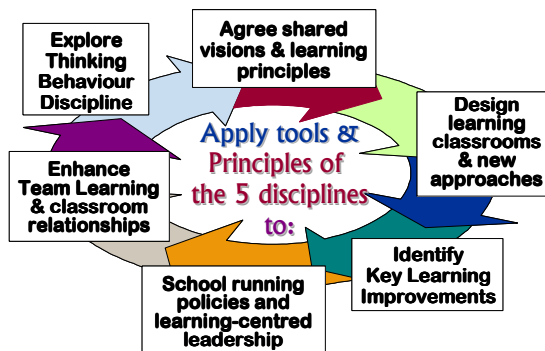 Explore
Thinking
Behaviour
Discipline
Agree shared
visions & learning
principles
Design
learning
classrooms
& new
approaches
Identify
Key Learning
Improvements
School running
policies and
learning-centred
leadership
Enhance
Team Learning
& classroom
relationships
Apply tools &
Principles of
the 5 disciplines
to: